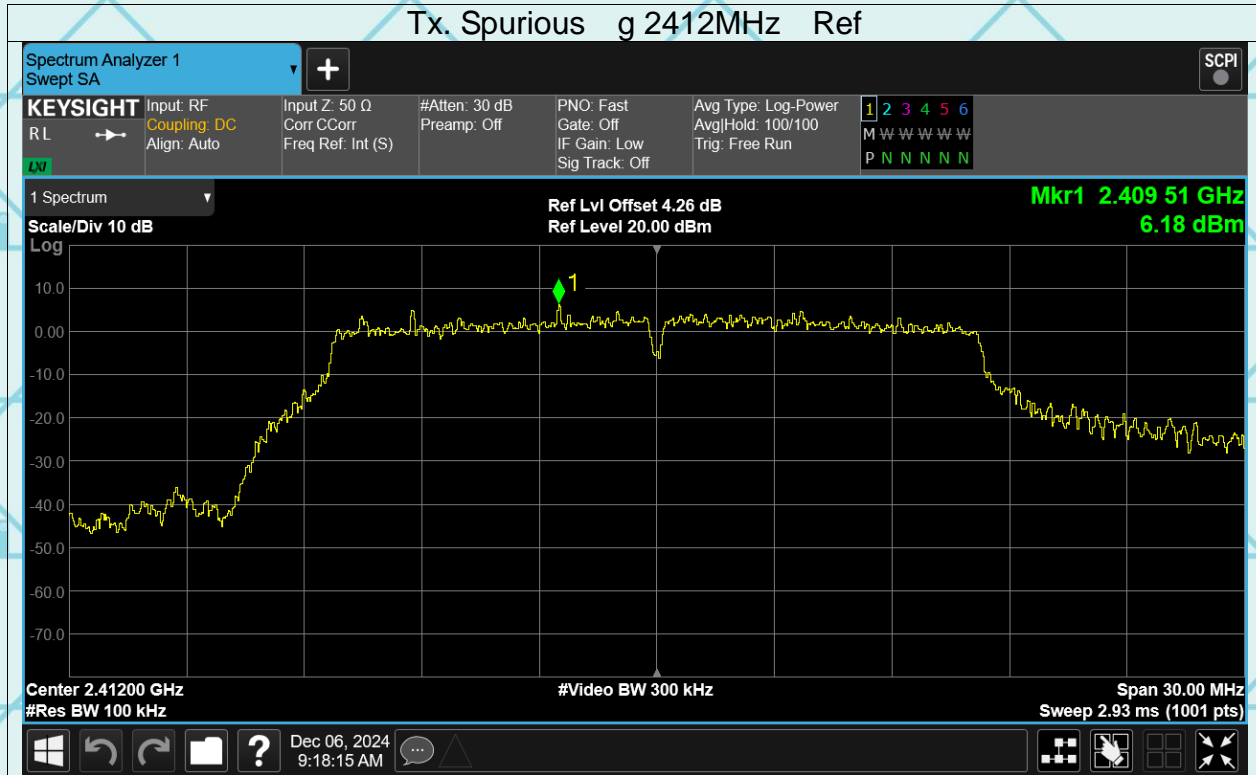 Tx. Spurious g 2412MHz Ref
Spectrum Analyzer 1
Swept SA
SCPI
KEYSIGHT
RL
LXI
Input: RF
Coupling: DC
Align: Auto
Input Z: 50 Ω
Corr CCorr
Freq Ref: Int (S)
#Atten: 30 dB
Preamp: Off
PNO: Fast
Gate: Off
IF Gain: Low
Sig Track: Off
Avg Type: Log-Power
Avg|Hold: 100/100
Trig: Free Run
1 2 3 4 5 6
M W W W W W
P N N N N N
1 Spectrum
Scale/Div 10 dB
Ref Lvl Offset 4.26 dB
Ref Level 20.00 dBm
Mkr1 2.409 51 GHz
6.18 dBm
Log
1
10.0
0.00
-10.0
-20.0
-30.0
-40.0
-50.0
-60.0
-70.0
Center 2.41200 GHz
#Res BW 100 kHz
#Video BW 300 kHz
Span 30.00 MHz
Sweep 2.93 ms (1001 pts)
?
Dec 06, 2024
9:18:15 AM